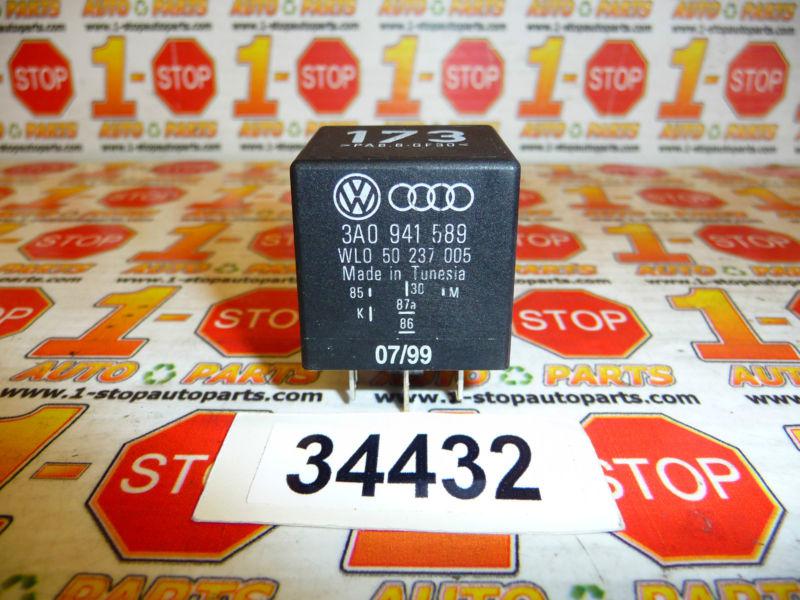 173
>PA6.6-GF30<
3A0 941 589
WL0 50 237 005
Made in Tunesia
85 30 M
K 87a
86
07/99
34432
1-STOP
AUTO PARTS
www.1-stopautoparts.com